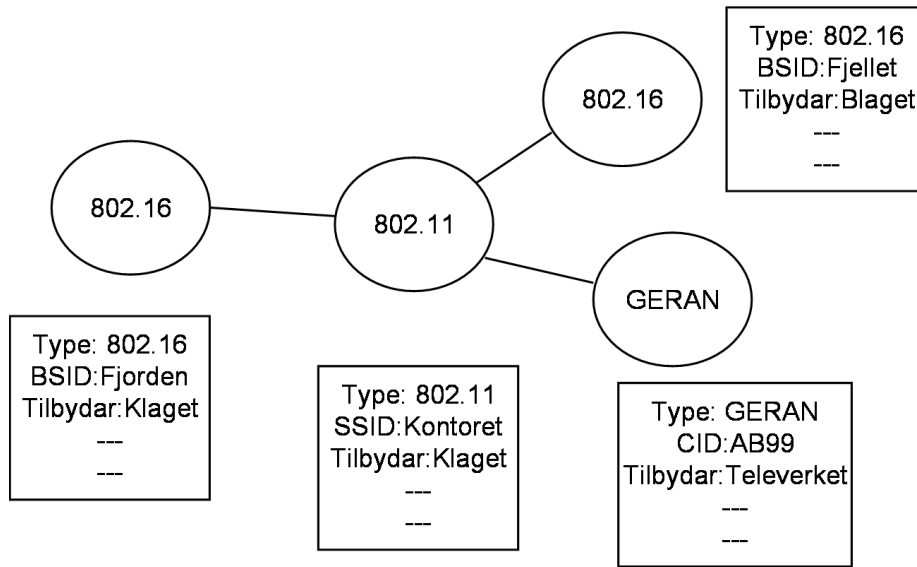 802.16
802.11
802.16
GERAN
Type: 802.16
BSID:Fjellet
Tilbydar:Blaget
---
---
Type: 802.16
BSID:Fjorden
Tilbydar:Klaget
---
---
Type: 802.11
SSID:Kontoret
Tilbydar:Klaget
---
---
Type: GERAN
CID:AB99
Tilbydar:Televerket
---
---